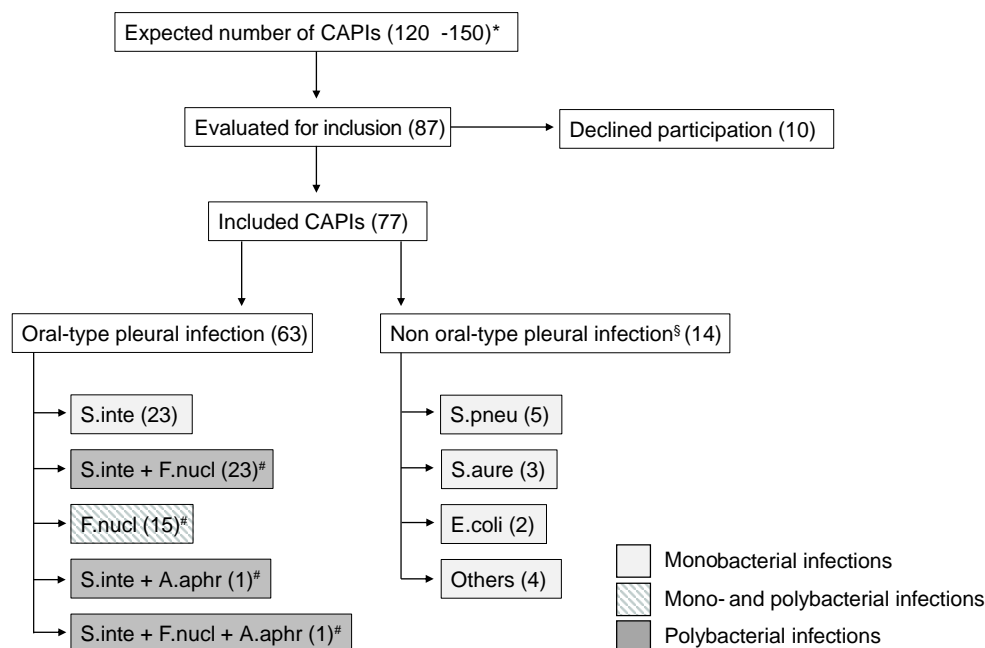 Expected number of CAPIs (120 -150)*
Evaluated for inclusion (87)
Declined participation (10)
Included CAPIs (77)
Oral-type pleural infection (63)
Non oral-type pleural infection§ (14)
S.inte (23)
S.inte + F.nucl (23)#
F.nucl (15)#
S.inte + A.aphr (1)#
S.inte + F.nucl + A.aphr (1)#
S.pneu (5)
S.aure (3)
E.coli (2)
Others (4)
Monobacterial infections
Mono- and polybacterial infections
Polybacterial infections